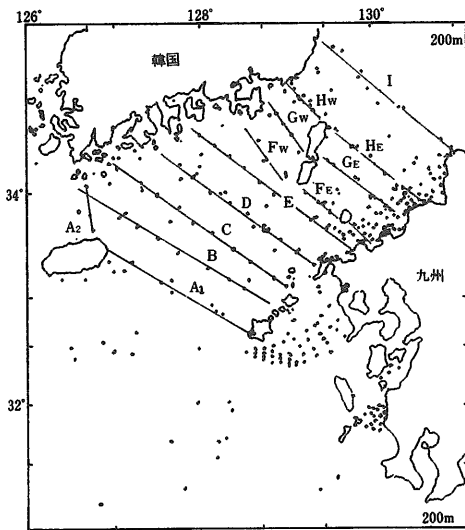 126° 128° 130°
200m
韓国
I
Hw
Gw
Fw
HE
GE
34°
D
E
FE
C
A2
B
九州
A1
32°
200m